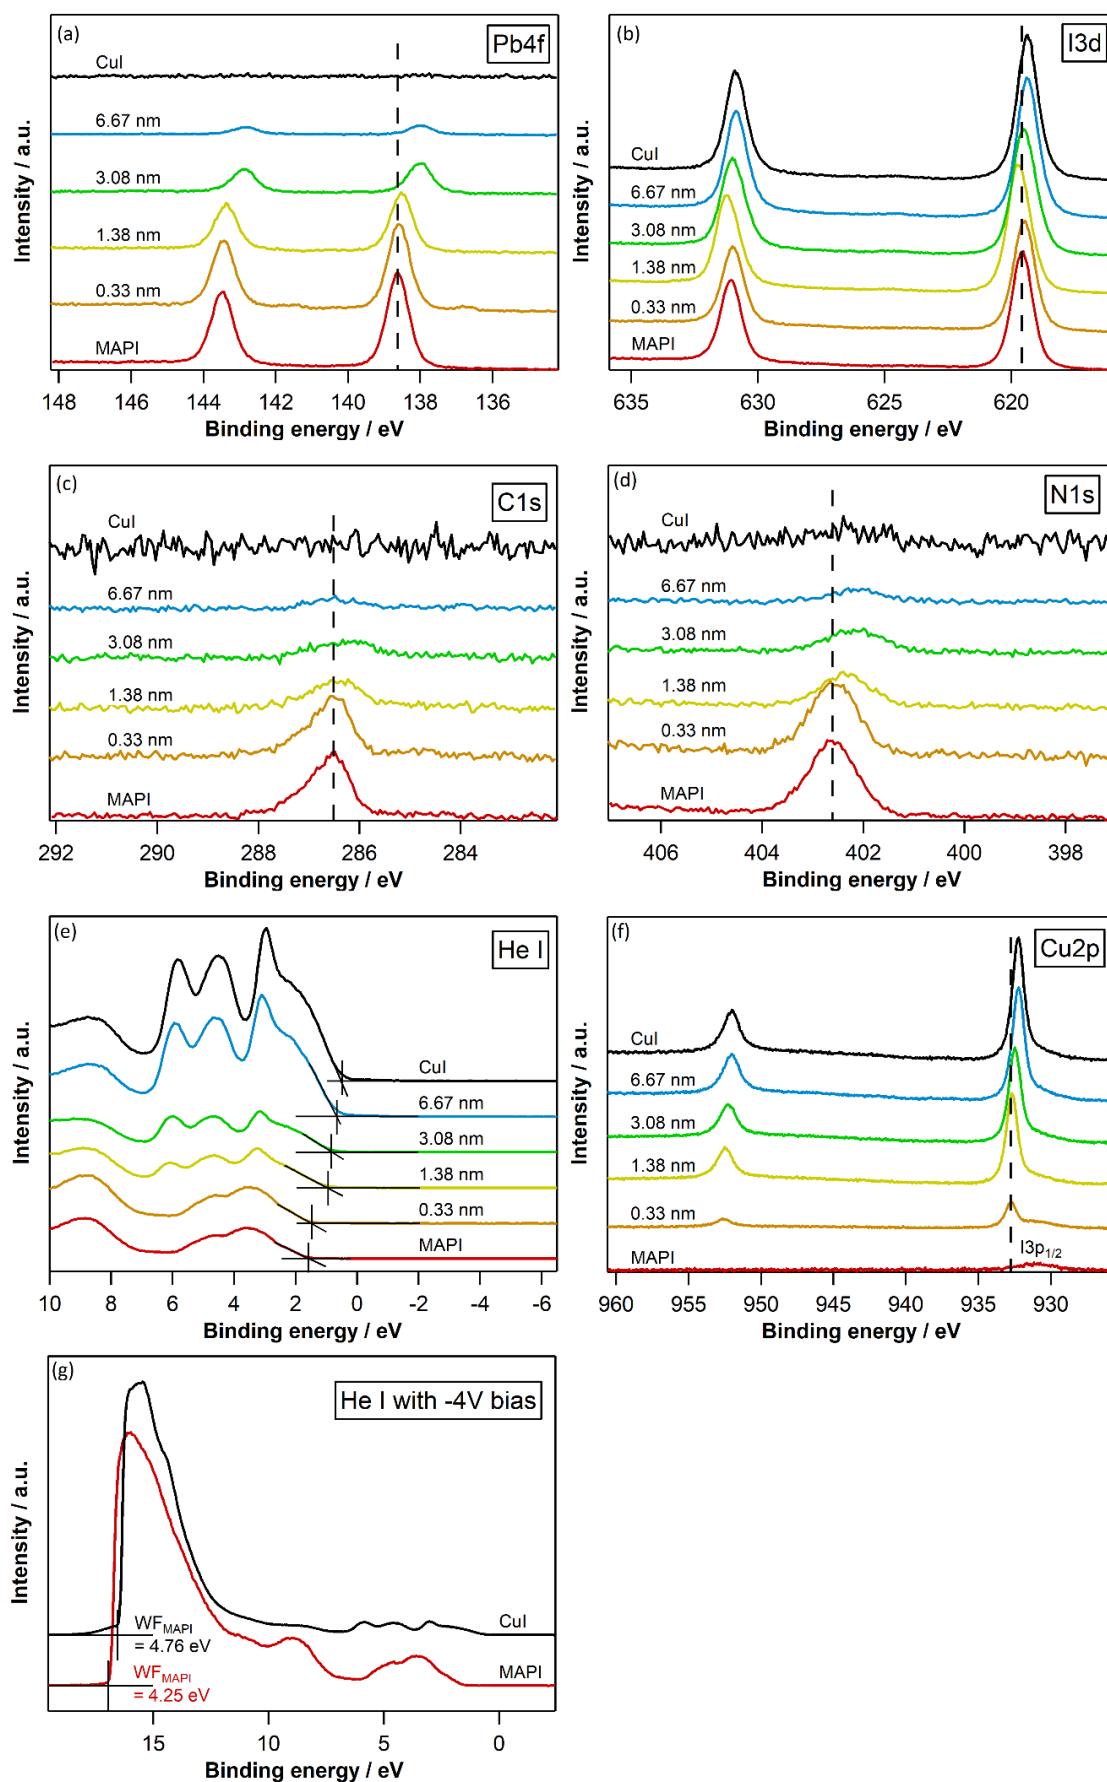 (a)
Pb4f
CuI
6.67 nm
3.08 nm
1.38 nm
0.33 nm
MAPI
Intensity / a.u.
148 146 144 142 140 138 136
Binding energy / eV
(b)
I3d
CuI
6.67 nm
3.08 nm
1.38 nm
0.33 nm
MAPI
Intensity / a.u.
635 630 625 620
Binding energy / eV
(c)
C1s
CuI
6.67 nm
3.08 nm
1.38 nm
0.33 nm
MAPI
Intensity / a.u.
292 290 288 286 284
Binding energy / eV
(d)
N1s
CuI
6.67 nm
3.08 nm
1.38 nm
0.33 nm
MAPI
Intensity / a.u.
406 404 402 400 398
Binding energy / eV
(e)
He I
CuI
6.67 nm
3.08 nm
1.38 nm
0.33 nm
MAPI
Intensity / a.u.
10 8 6 4 2 0 -2 -4 -6
Binding energy / eV
(f)
Cu2p
CuI
6.67 nm
3.08 nm
1.38 nm
0.33 nm
MAPI
I3p1/2
Intensity / a.u.
960 955 950 945 940 935 930
Binding energy / eV
(g)
He I with -4V bias
CuI
WFMAPI
= 4.76 eV
MAPI
WFMAPI
= 4.25 eV
Intensity / a.u.
15 10 5 0
Binding energy / eV